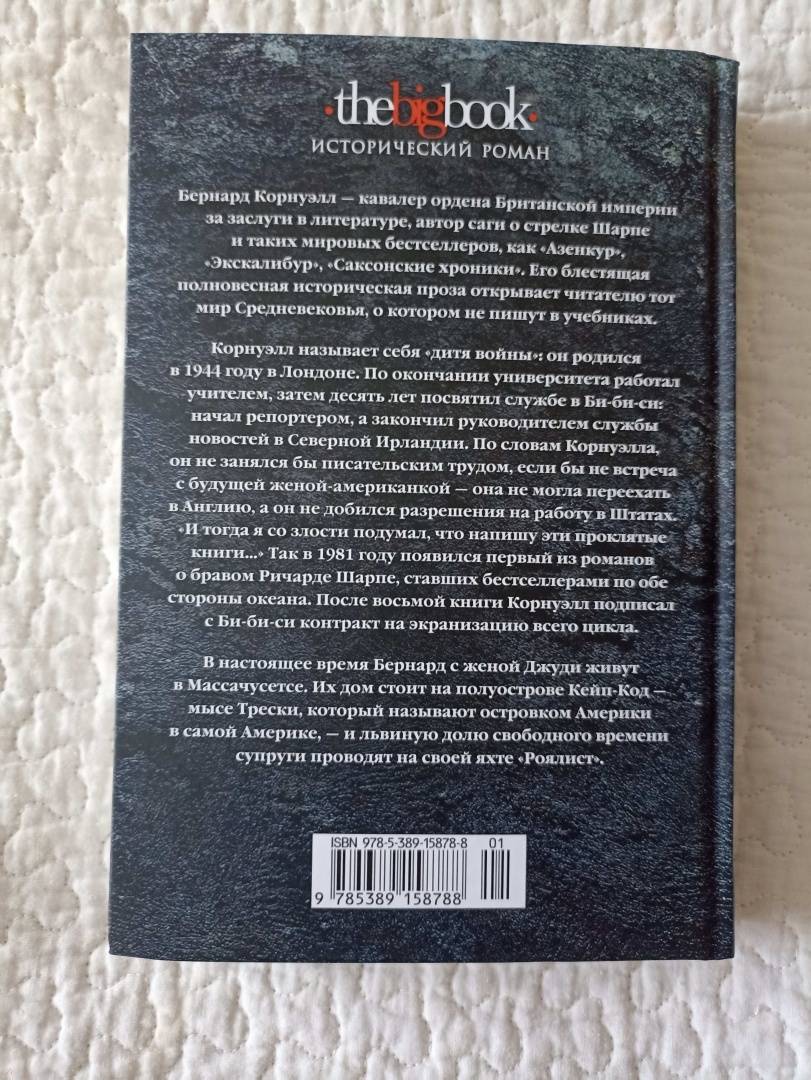 ·thebigbook·
ИСТОРИЧЕСКИЙ РОМАН
Бернард Корнуэлл — кавалер ордена Британской империи
за заслуги в литературе, автор саги о стрелке Шарпе
и таких мировых бестселлеров, как «Азенкур»,
«Экскалибур», «Саксонские хроники». Его блестящая
полновесная историческая проза открывает читателю тот
мир Средневековья, о котором не пишут в учебниках.
Корнуэлл называет себя «дитя войны»: он родился
в 1944 году в Лондоне. По окончании университета работал
учителем, затем десять лет посвятил службе в Би-би-си:
начал репортером, а закончил руководителем службы
новостей в Северной Ирландии. По словам Корнуэлла,
он не занялся бы писательским трудом, если бы не встреча
с будущей женой-американкой — она не могла переехать
в Англию, а он не добился разрешения на работу в Штатах.
«И тогда я со злости подумал, что напишу эти проклятые
книги...» Так в 1981 году появился первый из романов
о бравом Ричарде Шарпе, ставших бестселлерами по обе
стороны океана. После восьмой книги Корнуэлл подписал
с Би-би-си контракт на экранизацию всего цикла.
В настоящее время Бернард с женой Джуди живут
в Массачусетсе. Их дом стоит на полуострове Кейп-Код —
мысе Трески, который называют островком Америки
в самой Америке, — и львиную долю свободного времени
супруги проводят на своей яхте «Роялист».
ISBN 978-5-389-15878-8 01
9 785389 158788